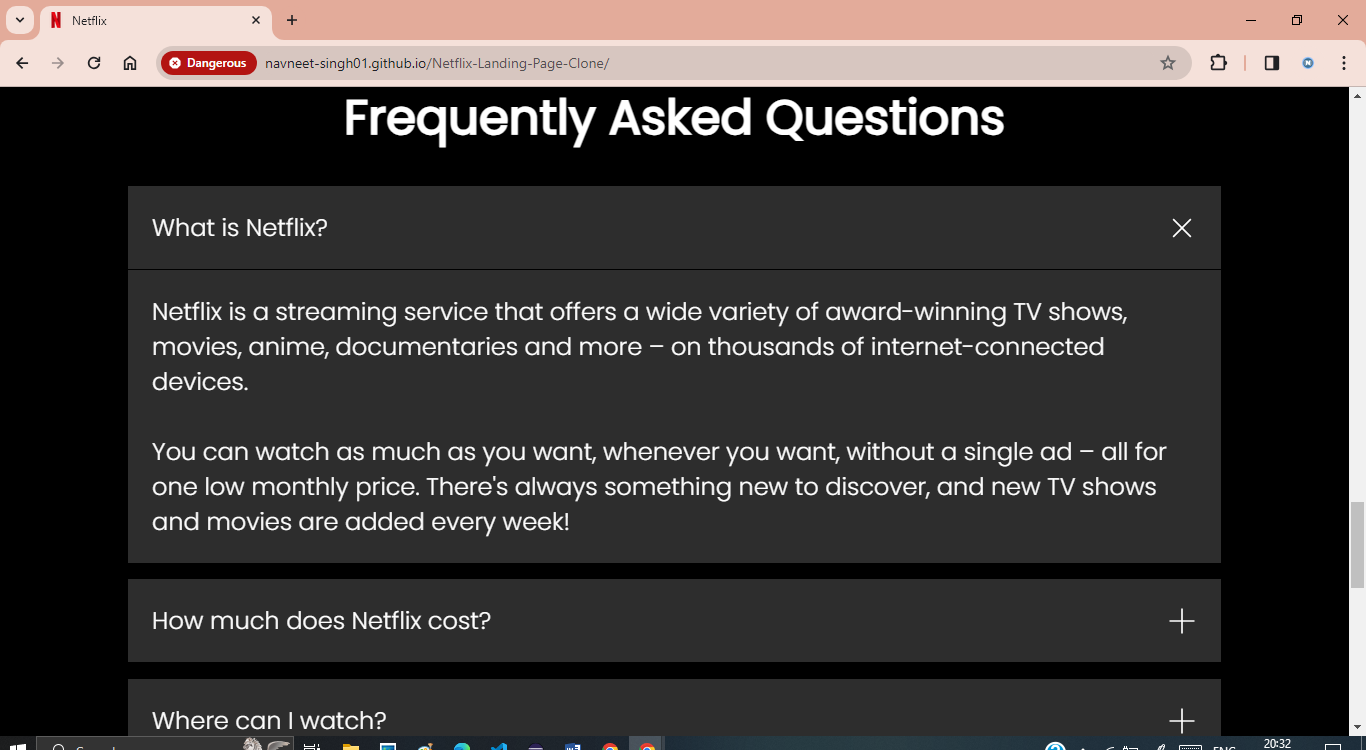 Netflix
Dangerous navneet-singh01.github.io/Netflix-Landing-Page-Clone/
Frequently Asked Questions
What is Netflix?
Netflix is a streaming service that offers a wide variety of award-winning TV shows,
movies, anime, documentaries and more – on thousands of internet-connected
devices.
You can watch as much as you want, whenever you want, without a single ad – all for
one low monthly price. There's always something new to discover, and new TV shows
and movies are added every week!
How much does Netflix cost?
Where can I watch?
20:32